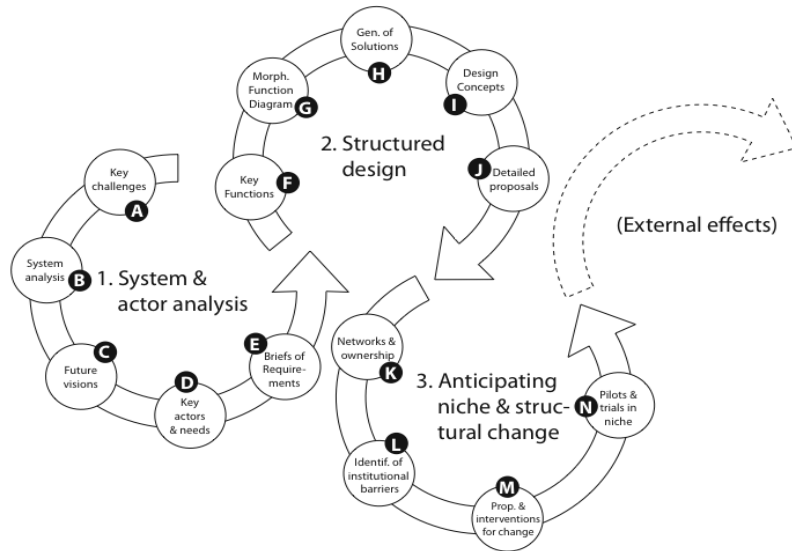 Key
challenges
A
System
analysis
B
Future
visions
C
D
Key
actors
& needs
E
Briefs of
Require-
ments
1. System &
actor analysis
Key
Functions
F
Morph.
Function
Diagram
G
Gen. of
Solutions
H
Design
Concepts
I
J
Detailed
proposals
2. Structured
design
Networks &
ownership
K
L
Identif. of
institutional
barriers
M
Prop. &
interventions
for change
N
Pilots &
trials in
niche
3. Anticipating
niche & struc-
tural change
(External effects)